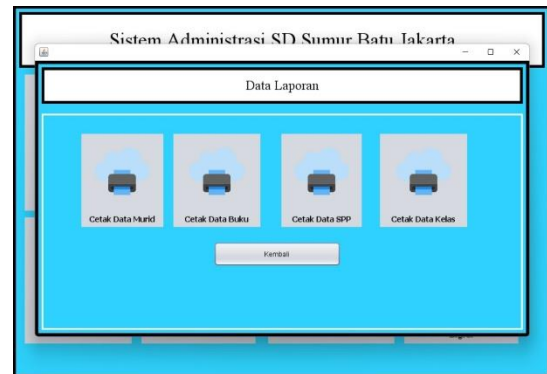 Sistem Administrasi SD Sumur Batu Jakarta
Data Laporan
Cetak Data Murid
Cetak Data Buku
Cetak Data SPP
Cetak Data Kelas
Kembali